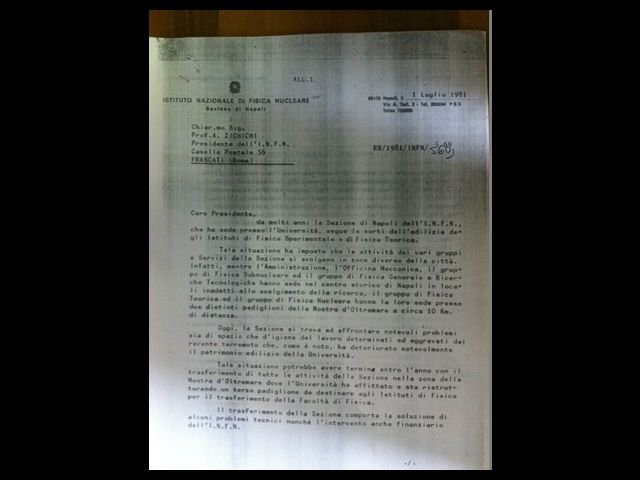 ALL.1
ISTITUTO NAZIONALE DI FISICA NUCLEARE
Sezione di Napoli
80125 Napoli, li 1 Luglio 1981
Via A. Tari, 3 - Tel. 205244 PBX
Telex 720320
Chiar.mo Sig.
Prof.A. ZICHICHI
Presidente dell'I.N.F.N.
Casella Postale 56
FRASCATI (Roma)
RR/1981/INFN/
Caro Presidente,
da molti anni la Sezione di Napoli dell'I.N.F.N.,
che ha sede presso l'Università, segue le sorti dell'edilizia de-
gli Istituti di Fisica Sperimentale e di Fisica Teorica.
Tale situazione ha imposto che le attività dei vari gruppi
e Servizi della Sezione si svolgano in zone diverse della città.
Infatti, mentre l'Amministrazione, l'Officina Meccanica, il grup-
po di Fisica Subnucleare ed il gruppo di Fisica Generale e Ricer-
che Tecnologiche hanno sede nel centro storico di Napoli in loca-
li inadatti allo svolgimento della ricerca, il gruppo di Fisica
Teorica ed il gruppo di Fisica Nucleare hanno la loro sede presso
due distinti padiglioni della Mostra d'Oltremare a circa 10 Km.
di distanza.
Oggi, la Sezione si trova ad affrontare notevoli problemi
sia di spazio che d'igiene del lavoro determinati ed aggravati dal
recente terremoto che, come è noto, ha deteriorato notevolmente
il patrimonio edilizio della Università.
Tale situazione potrebbe avere termine entro l'anno con il
trasferimento di tutte le attività della Sezione nella zona della
Mostra d'Oltremare dove l'Università ha affittato e sta ristrut-
turando un terzo padiglione da destinare agli Istituti di Fisica
per il trasferimento della Facoltà di Fisica.
Il trasferimento della Sezione comporta la soluzione di
alcuni problemi tecnici nonchè l'intervento anche finanziario
dell'I.N.F.N.
./.